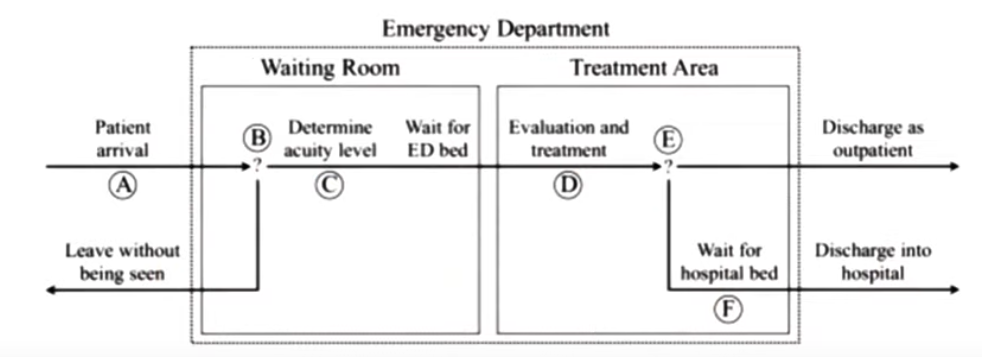 Emergency Department
Waiting Room
Treatment Area
Patient
arrival
A
B
?
Determine
acuity level
C
Wait for
ED bed
Evaluation and
treatment
D
E
?
Discharge as
outpatient
Leave without
being seen
Wait for
hospital bed
F
Discharge into
hospital